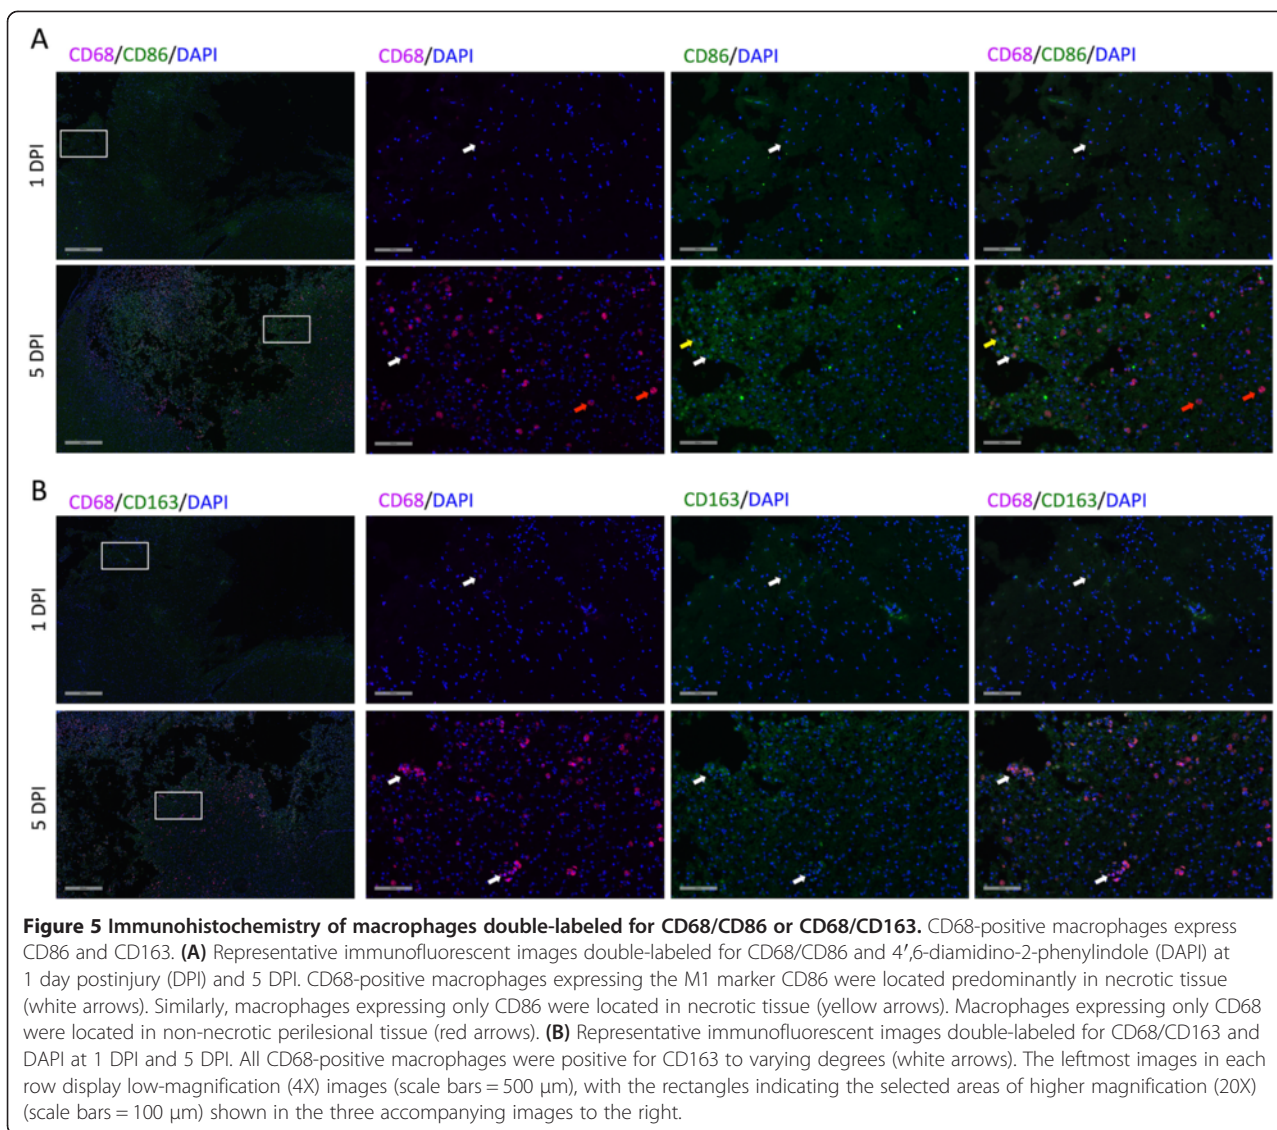 A
CD68/CD86/DAPI
CD68/DAPI
CD86/DAPI
CD68/CD86/DAPI
1 DPI
5 DPI
B
CD68/CD163/DAPI
CD68/DAPI
CD163/DAPI
CD68/CD163/DAPI
1 DPI
5 DPI
Figure 5 Immunohistochemistry of macrophages double-labeled for CD68/CD86 or CD68/CD163. CD68-positive macrophages express
CD86 and CD163. (A) Representative immunofluorescent images double-labeled for CD68/CD86 and 4′,6-diamidino-2-phenylindole (DAPI) at
1 day postinjury (DPI) and 5 DPI. CD68-positive macrophages expressing the M1 marker CD86 were located predominantly in necrotic tissue
(white arrows). Similarly, macrophages expressing only CD86 were located in necrotic tissue (yellow arrows). Macrophages expressing only CD68
were located in non-necrotic perilesional tissue (red arrows). (B) Representative immunofluorescent images double-labeled for CD68/CD163 and
DAPI at 1 DPI and 5 DPI. All CD68-positive macrophages were positive for CD163 to varying degrees (white arrows). The leftmost images in each
row display low-magnification (4X) images (scale bars = 500 μm), with the rectangles indicating the selected areas of higher magnification (20X)
(scale bars = 100 μm) shown in the three accompanying images to the right.